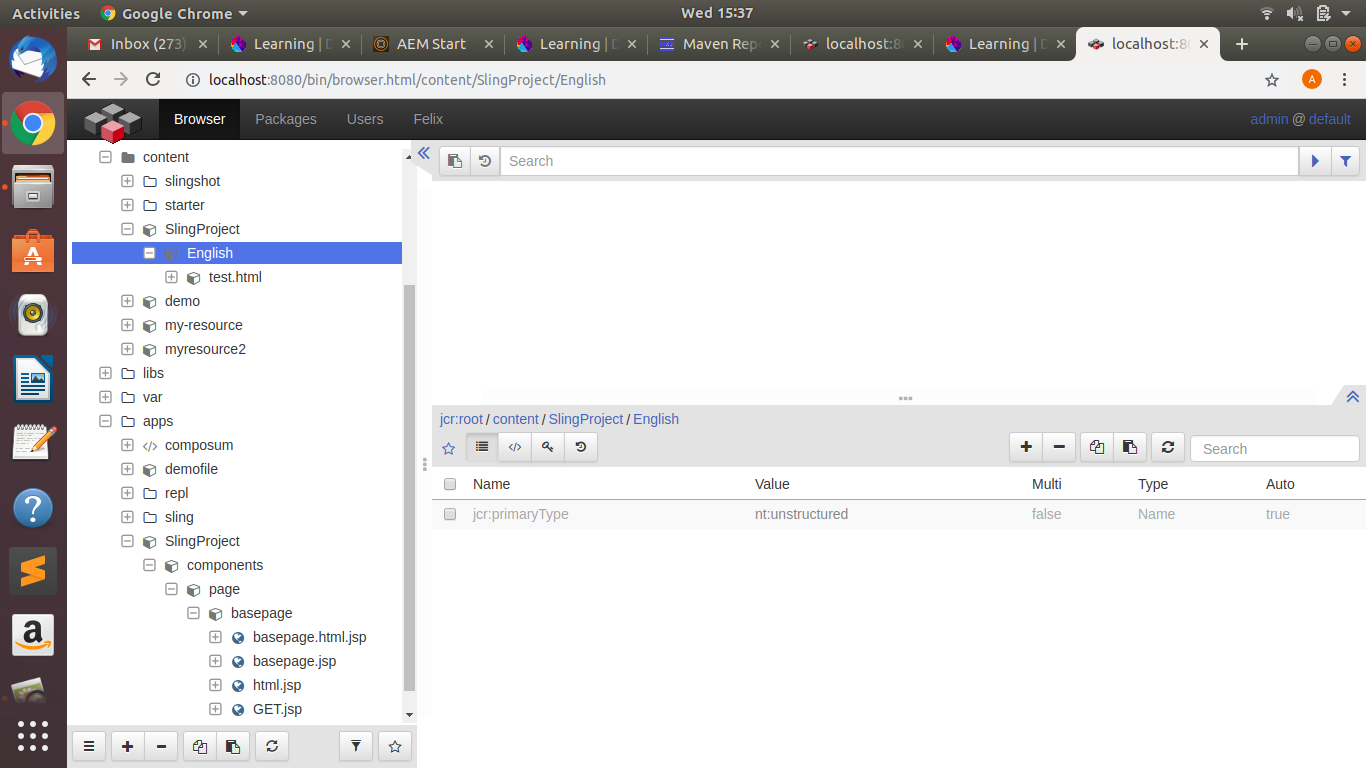 Activities Google Chrome Wed 15:37
Inbox (273) Learning | D AEM Start Learning | D Maven Repo localhost:80 Learning | D localhost:80
localhost:8080/bin/browser.html/content/SlingProject/English A
Browser Packages Users Felix admin @ default
content
slingshot
starter
SlingProject
English
test.html
demo
my-resource
myresource2
libs
var
apps
composum
demofile
repl
sling
SlingProject
components
page
basepage
basepage.html.jsp
basepage.jsp
html.jsp
GET.jsp
Search
jcr:root / content / SlingProject / English
Search
Name Value Multi Type Auto
jcr:primaryType nt:unstructured false Name true